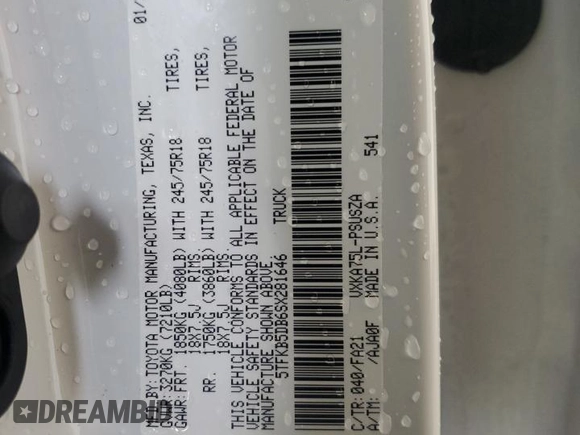 MFD.BY:TOYOTA MOTOR MANUFACTURING, TEXAS, INC. 01/
GVWR:3270KG (7210LB)
GAWR:FRT. 1850KG(4080LB) WITH 245/75R18 TIRES,
18X7.5J RIMS
RR. 1750KG(3860LB) WITH 245/75R18 TIRES,
18X7.5J RIMS
THIS VEHICLE CONFORMS TO ALL APPLICABLE FEDERAL MOTOR
VEHICLE SAFETY STANDARDS IN EFFECT ON THE DATE OF
MANUFACTURE SHOWN ABOVE.
5TFKB5DB6SX281646 TRUCK
C/TR:040/FA21 VXKA75L-PSUSZA
A/TM: /AJA0F MADE IN U.S.A. 541
DREAMBID